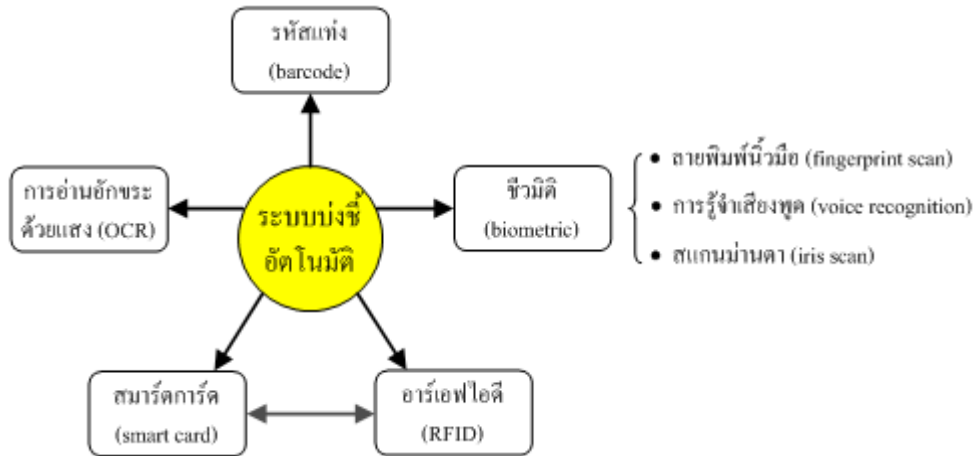 รหัสแท่ง
(barcode)
การอ่านอักขระ
ด้วยแสง (OCR)
ระบบบ่งชี้
อัตโนมัติ
ชีวมิติ
(biometric)
• ลายพิมพ์นิ้วมือ (fingerprint scan)
• การรู้จำเสียงพูด (voice recognition)
• สแกนม่านตา (iris scan)
สมาร์ตการ์ด
(smart card)
อาร์เอฟไอดี
(RFID)